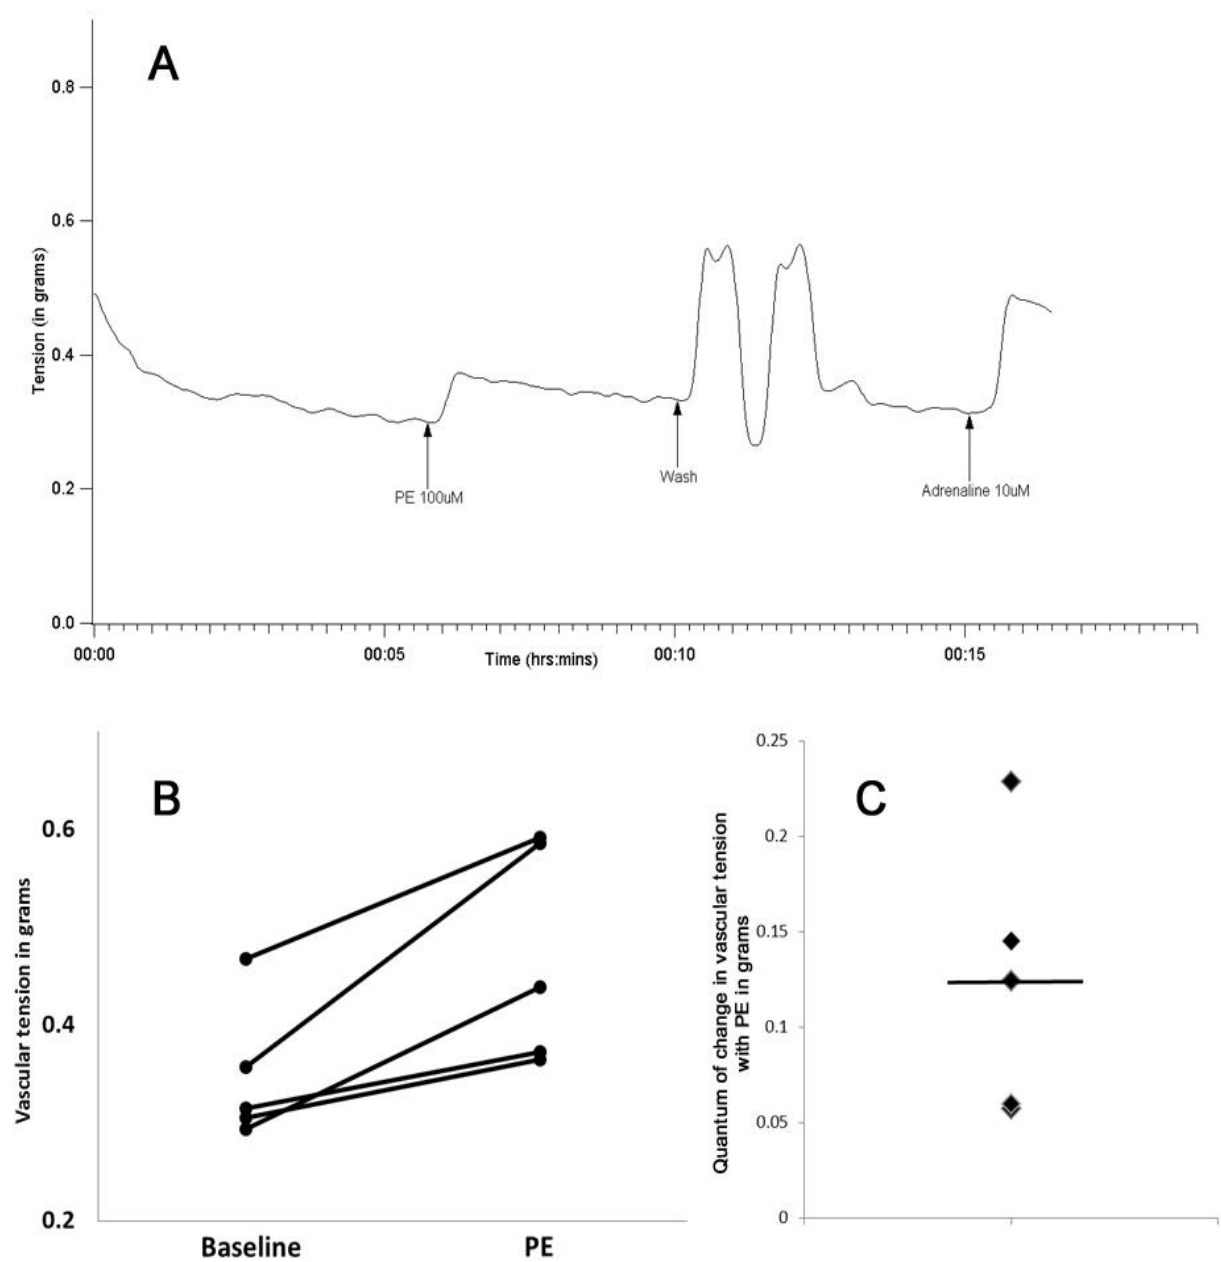 A
0.8
0.6
0.4
0.2
0.0
Tension (in grams)
PE 100uM
Wash
Adrenaline 10uM
00:00
00:05
00:10
00:15
Time (hrs:mins)
B
0.6
0.4
0.2
Vascular tension in grams
Baseline
PE
C
0.25
0.2
0.15
0.1
0.05
0
Quantum of change in vascular tension
with PE in grams